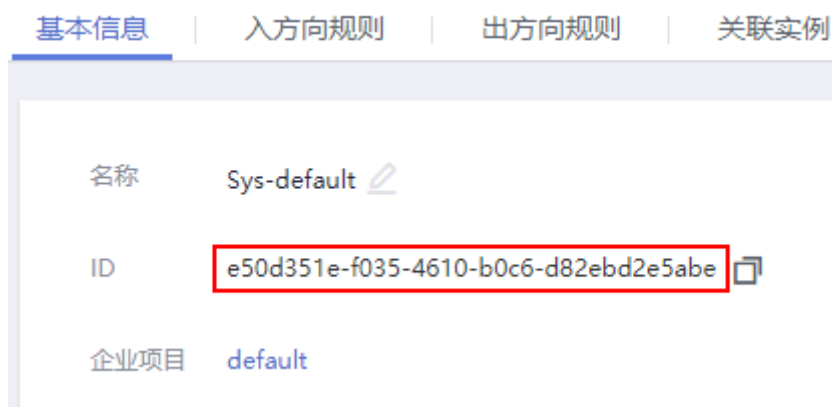 基本信息 入方向规则 出方向规则 关联实例
名称 Sys-default
ID e50d351e-f035-4610-b0c6-d82ebd2e5abe
企业项目 default